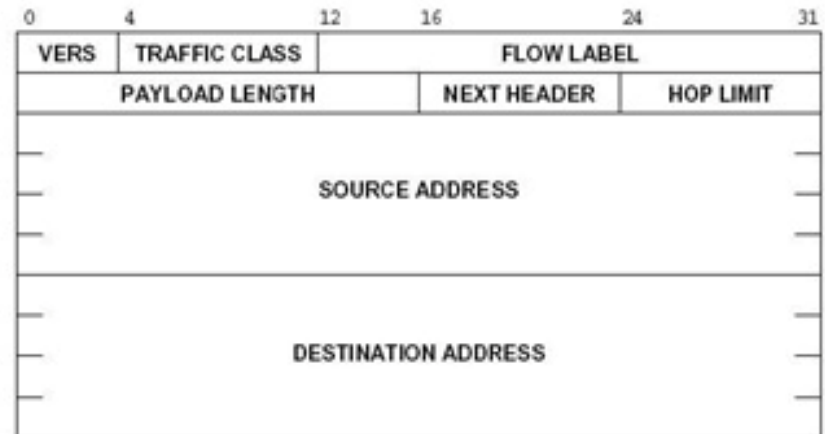 0 4 12 16 24 31
VERS TRAFFIC CLASS FLOW LABEL
PAYLOAD LENGTH NEXT HEADER HOP LIMIT
SOURCE ADDRESS
DESTINATION ADDRESS